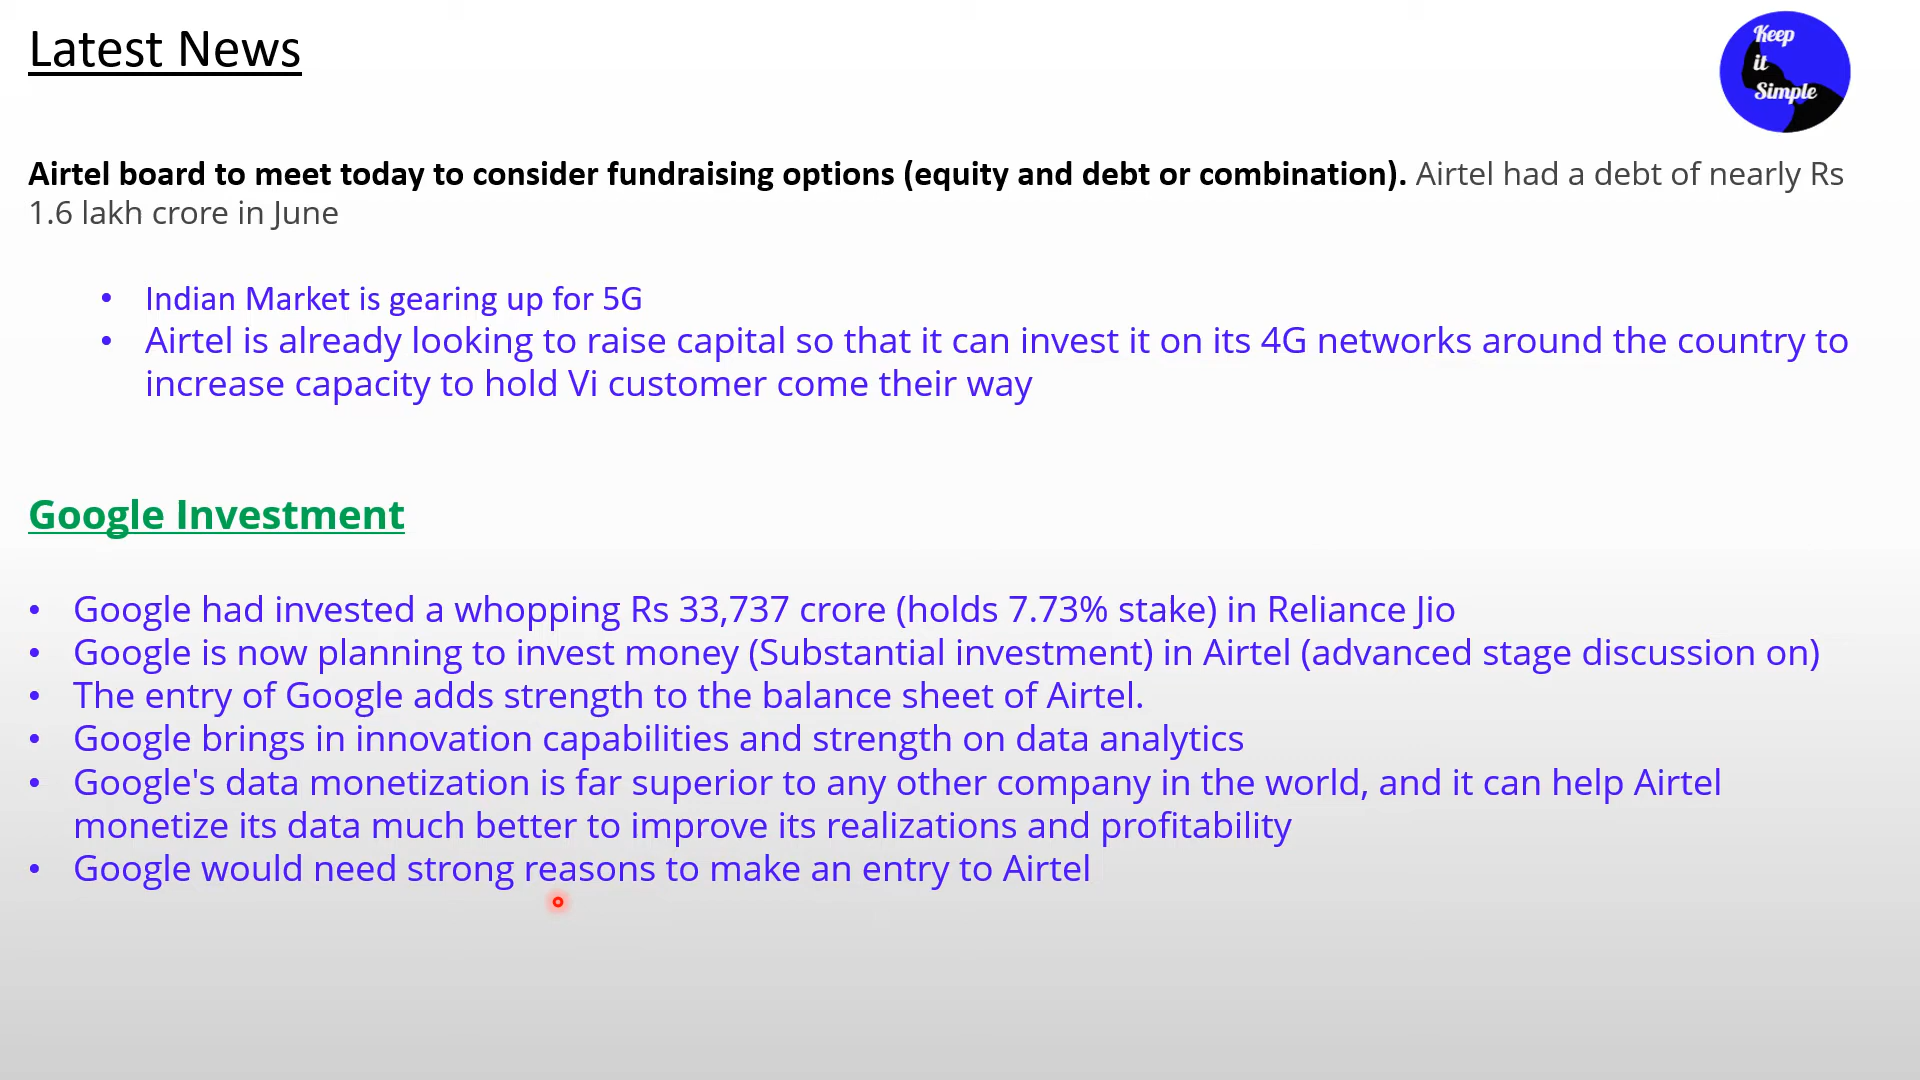 Latest News
Keep
it
Simple
Airtel board to meet today to consider fundraising options (equity and debt or combination). Airtel had a debt of nearly Rs
1.6 lakh crore in June
• Indian Market is gearing up for 5G
• Airtel is already looking to raise capital so that it can invest it on its 4G networks around the country to
increase capacity to hold Vi customer come their way
Google Investment
• Google had invested a whopping Rs 33,737 crore (holds 7.73% stake) in Reliance Jio
• Google is now planning to invest money (Substantial investment) in Airtel (advanced stage discussion on)
• The entry of Google adds strength to the balance sheet of Airtel.
• Google brings in innovation capabilities and strength on data analytics
• Google's data monetization is far superior to any other company in the world, and it can help Airtel
monetize its data much better to improve its realizations and profitability
• Google would need strong reasons to make an entry to Airtel